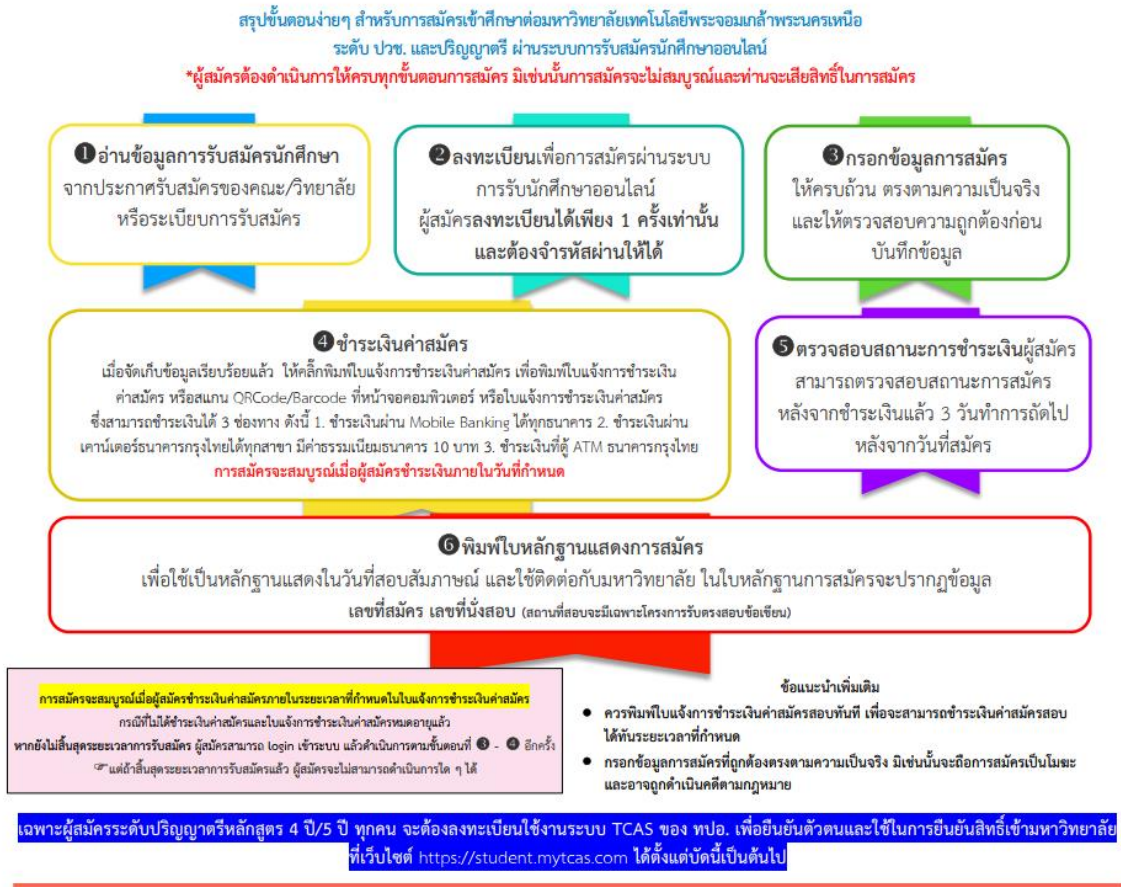 สรุปขั้นตอนง่ายๆ สำหรับการสมัครเข้าศึกษาต่อมหาวิทยาลัยเทคโนโลยีพระจอมเกล้าพระนครเหนือ
ระดับ ปวช. และปริญญาตรี ผ่านระบบการรับสมัครนักศึกษาออนไลน์
*ผู้สมัครต้องดำเนินการให้ครบทุกขั้นตอนการสมัคร มิเช่นนั้นการสมัครจะไม่สมบูรณ์และท่านจะเสียสิทธิ์ในการสมัคร
❶อ่านข้อมูลการรับสมัครนักศึกษา
จากประกาศรับสมัครของคณะ/วิทยาลัย
หรือระเบียบการรับสมัคร
❷ลงทะเบียนเพื่อการสมัครผ่านระบบ
การรับนักศึกษาออนไลน์
ผู้สมัครลงทะเบียนได้เพียง 1 ครั้งเท่านั้น
และต้องจำรหัสผ่านให้ได้
❸กรอกข้อมูลการสมัคร
ให้ครบถ้วน ตรงตามความเป็นจริง
และให้ตรวจสอบความถูกต้องก่อน
บันทึกข้อมูล
❹ชำระเงินค่าสมัคร
เมื่อจัดเก็บข้อมูลเรียบร้อยแล้ว ให้คลิ๊กพิมพ์ใบแจ้งการชำระเงินค่าสมัคร เพื่อพิมพ์ใบแจ้งการชำระเงิน
ค่าสมัคร หรือสแกน QRCode/Barcode ที่หน้าจอคอมพิวเตอร์ หรือใบแจ้งการชำระเงินค่าสมัคร
ซึ่งสามารถชำระเงินได้ 3 ช่องทาง ดังนี้ 1. ชำระเงินผ่าน Mobile Banking ได้ทุกธนาคาร 2. ชำระเงินผ่าน
เคาน์เตอร์ธนาคารกรุงไทยได้ทุกสาขา มีค่าธรรมเนียมธนาคาร 10 บาท 3. ชำระเงินที่ตู้ ATM ธนาคารกรุงไทย
การสมัครจะสมบูรณ์เมื่อผู้สมัครชำระเงินภายในวันที่กำหนด
❺ตรวจสอบสถานะการชำระเงินผู้สมัคร
สามารถตรวจสอบสถานะการสมัคร
หลังจากชำระเงินแล้ว 3 วันทำการถัดไป
หลังจากวันที่สมัคร
❻พิมพ์ใบหลักฐานแสดงการสมัคร
เพื่อใช้เป็นหลักฐานแสดงในวันที่สอบสัมภาษณ์ และใช้ติดต่อกับมหาวิทยาลัย ในใบหลักฐานการสมัครจะปรากฏข้อมูล
เลขที่สมัคร เลขที่นั่งสอบ (สถานที่สอบจะมีเฉพาะโครงการรับตรงสอบข้อเขียน)
การสมัครจะสมบูรณ์เมื่อผู้สมัครชำระเงินค่าสมัครภายในระยะเวลาที่กำหนดในใบแจ้งการชำระเงินค่าสมัคร
กรณีที่ไม่ได้ชำระเงินค่าสมัครและใบแจ้งการชำระเงินค่าสมัครหมดอายุแล้ว
หากยังไม่สิ้นสุดระยะเวลาการรับสมัคร ผู้สมัครสามารถ login เข้าระบบ แล้วดำเนินการตามขั้นตอนที่ ❸ - ❹ อีกครั้ง
☞แต่ถ้าสิ้นสุดระยะเวลาการรับสมัครแล้ว ผู้สมัครจะไม่สามารถดำเนินการใด ๆ ได้
ข้อแนะนำเพิ่มเติม
● ควรพิมพ์ใบแจ้งการชำระเงินค่าสมัครสอบทันที เพื่อจะสามารถชำระเงินค่าสมัครสอบ
ได้ทันระยะเวลาที่กำหนด
● กรอกข้อมูลการสมัครที่ถูกต้องตรงตามความเป็นจริง มิเช่นนั้นจะถือการสมัครเป็นโมฆะ
และอาจถูกดำเนินคดีตามกฎหมาย
เฉพาะผู้สมัครระดับปริญญาตรีหลักสูตร 4 ปี/5 ปี ทุกคน จะต้องลงทะเบียนใช้งานระบบ TCAS ของ ทปอ. เพื่อยืนยันตัวตนและใช้ในการยืนยันสิทธิ์เข้ามหาวิทยาลัย
ที่เว็บไซต์ https://student.mytcas.com ได้ตั้งแต่บัดนี้เป็นต้นไป